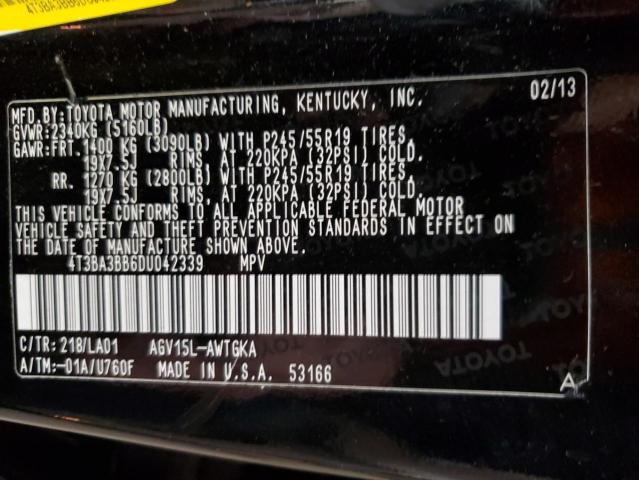 4T3BA3BB6DU042339
02/13
MFD.BY:TOYOTA MOTOR MANUFACTURING, KENTUCKY, INC.
GVWR:2340KG (5160LB)
GAWR:FRT. 1400 KG (3090LB) WITH P245/55R19 TIRES,
19X7.5J RIMS, AT 220KPA (32PSI) COLD.
RR. 1270 KG (2800LB) WITH P245/55R19 TIRES,
19X7.5J RIMS, AT 220KPA (32PSI) COLD.
THIS VEHICLE CONFORMS TO ALL APPLICABLE FEDERAL MOTOR
VEHICLE SAFETY AND THEFT PREVENTION STANDARDS IN EFFECT ON
THE DATE OF MANUFACTURE SHOWN ABOVE.
4T3BA3BB6DU042339 MPV
C/TR:218/LA01 AGV15L-AWTGKA
A/TM:-01A/U760F MADE IN U.S.A. 53166
A
TOYOTA